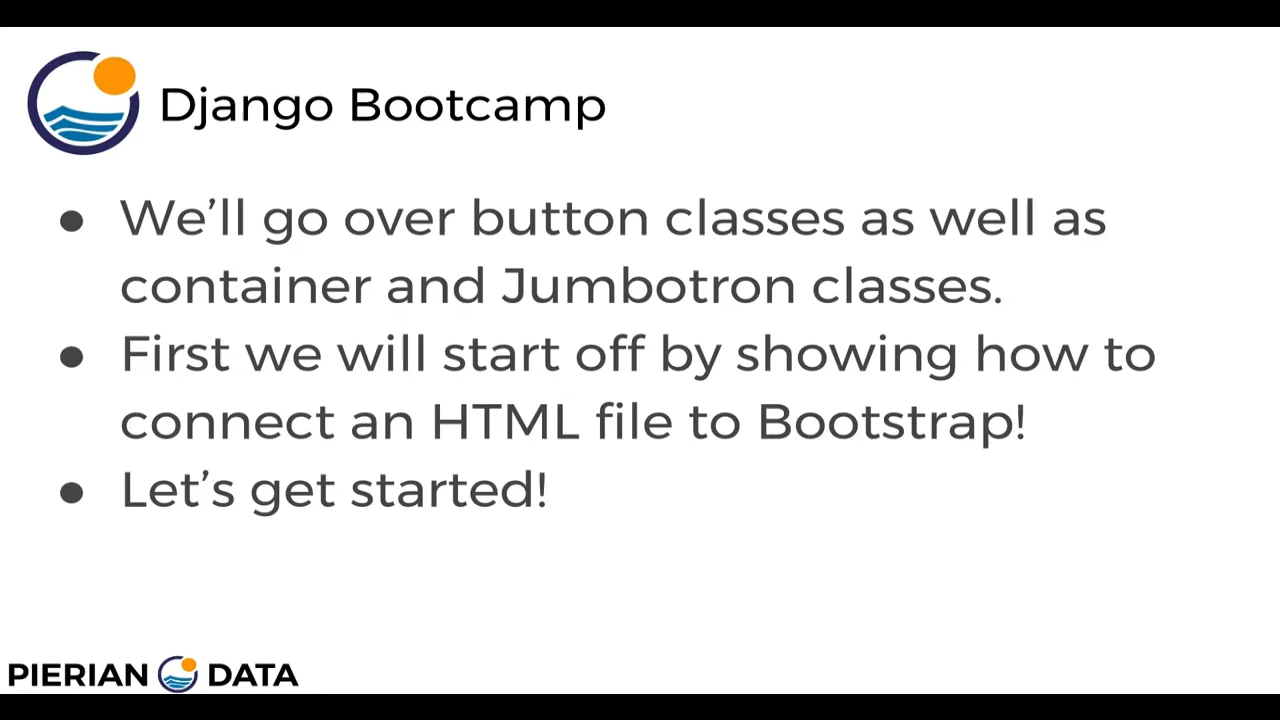 Django Bootcamp
● We’ll go over button classes as well as
container and Jumbotron classes.
● First we will start off by showing how to
connect an HTML file to Bootstrap!
● Let’s get started!
PIERIAN DATA